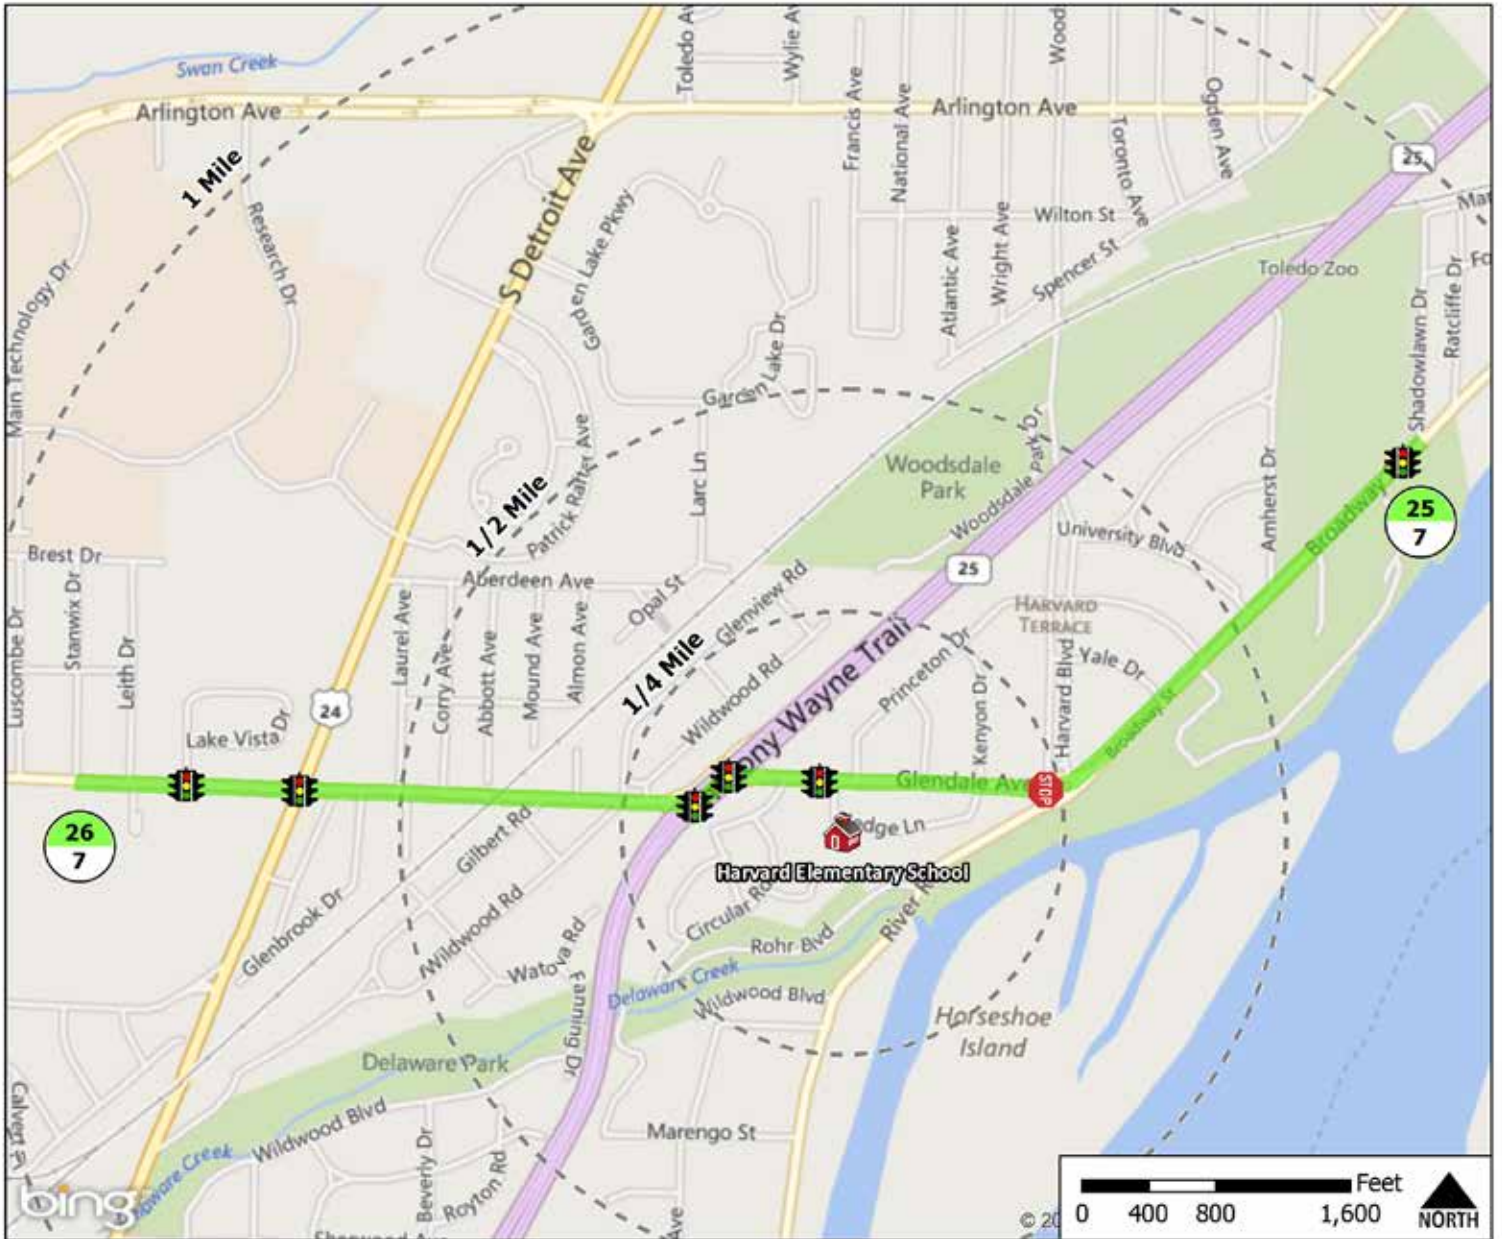 Swan Creek
Arlington Ave
Toledo Av
Wylie Av
Wood
Arlington Ave
Francis Ave
National Ave
Toronto Ave
Ogden Ave
25
1 Mile
Research Dr
S Detroit Ave
Garden Lake Pkwy
Wilton St
Atlantic Ave
Wright Ave
Spencer St
Toledo Zoo
Shadowlawn Dr
Ratcliffe Dr
Main Technology Dr
Garden Lake Dr
1/2 Mile
Larc Ln
Woodsdale
Park
Woodsdale Park Dr
University Blvd
Amherst Dr
Broadway
25
7
Brest Dr
Stanwix Dr
Leith Dr
Luscombe Dr
Aberdeen Ave
Opal St
Glenview Rd
25
HARVARD
TERRACE
Laurel Ave
Corry Ave
Abbott Ave
Mound Ave
Almon Ave
1/4 Mile
Wildwood Rd
Princeton Dr
Kenyon Dr
Harvard Blvd
Yale Dr
24
Lake Vista Dr
ony Wayne Trail
Broadway St
Glendale Ave
STOP
26
7
Gilbert Rd
edge Ln
Harvard Elementary School
Glenbrook Dr
Wildwood Rd
Circular Rd
Rohr Blvd
River R
Watova Rd
Fanning Dr
Delaware Creek
Wildwood Blvd
Horseshoe
Island
Delaware Park
Wildwood Blvd
Marengo St
Beverly Dr
Royton Rd
Ave
bing
© 20
Feet
0 400 800 1,600
NORTH